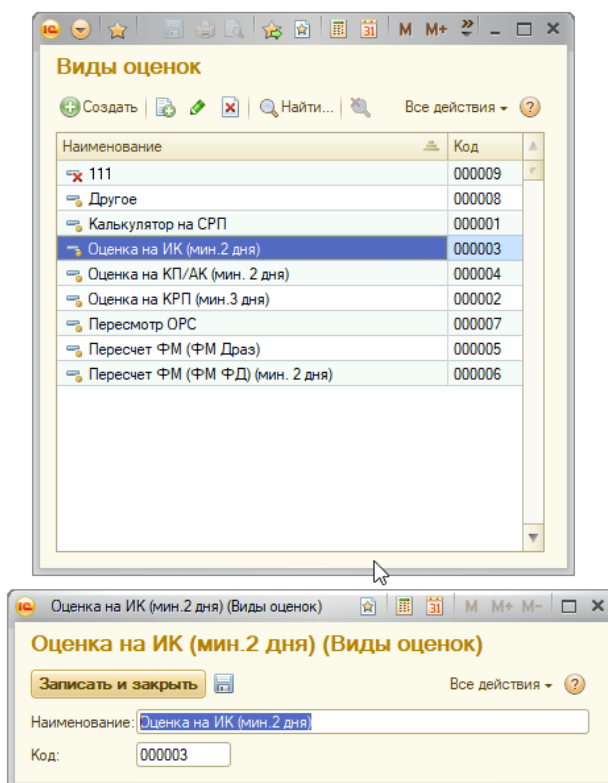 1С 31 M M+
Виды оценок
Создать Найти... Все действия ?
Наименование Код
111 000009
Другое 000008
Калькулятор на СРП 000001
Оценка на ИК (мин.2 дня) 000003
Оценка на КП/АК (мин. 2 дня) 000004
Оценка на КРП (мин.3 дня) 000002
Пересмотр ОРС 000007
Пересчет ФМ (ФМ Драз) 000005
Пересчет ФМ (ФМ ФД) (мин. 2 дня) 000006
1С Оценка на ИК (мин.2 дня) (Виды оценок) 31 M M+ M-
Оценка на ИК (мин.2 дня) (Виды оценок)
Записать и закрыть Все действия ?
Наименование: Оценка на ИК (мин.2 дня)
Код: 000003